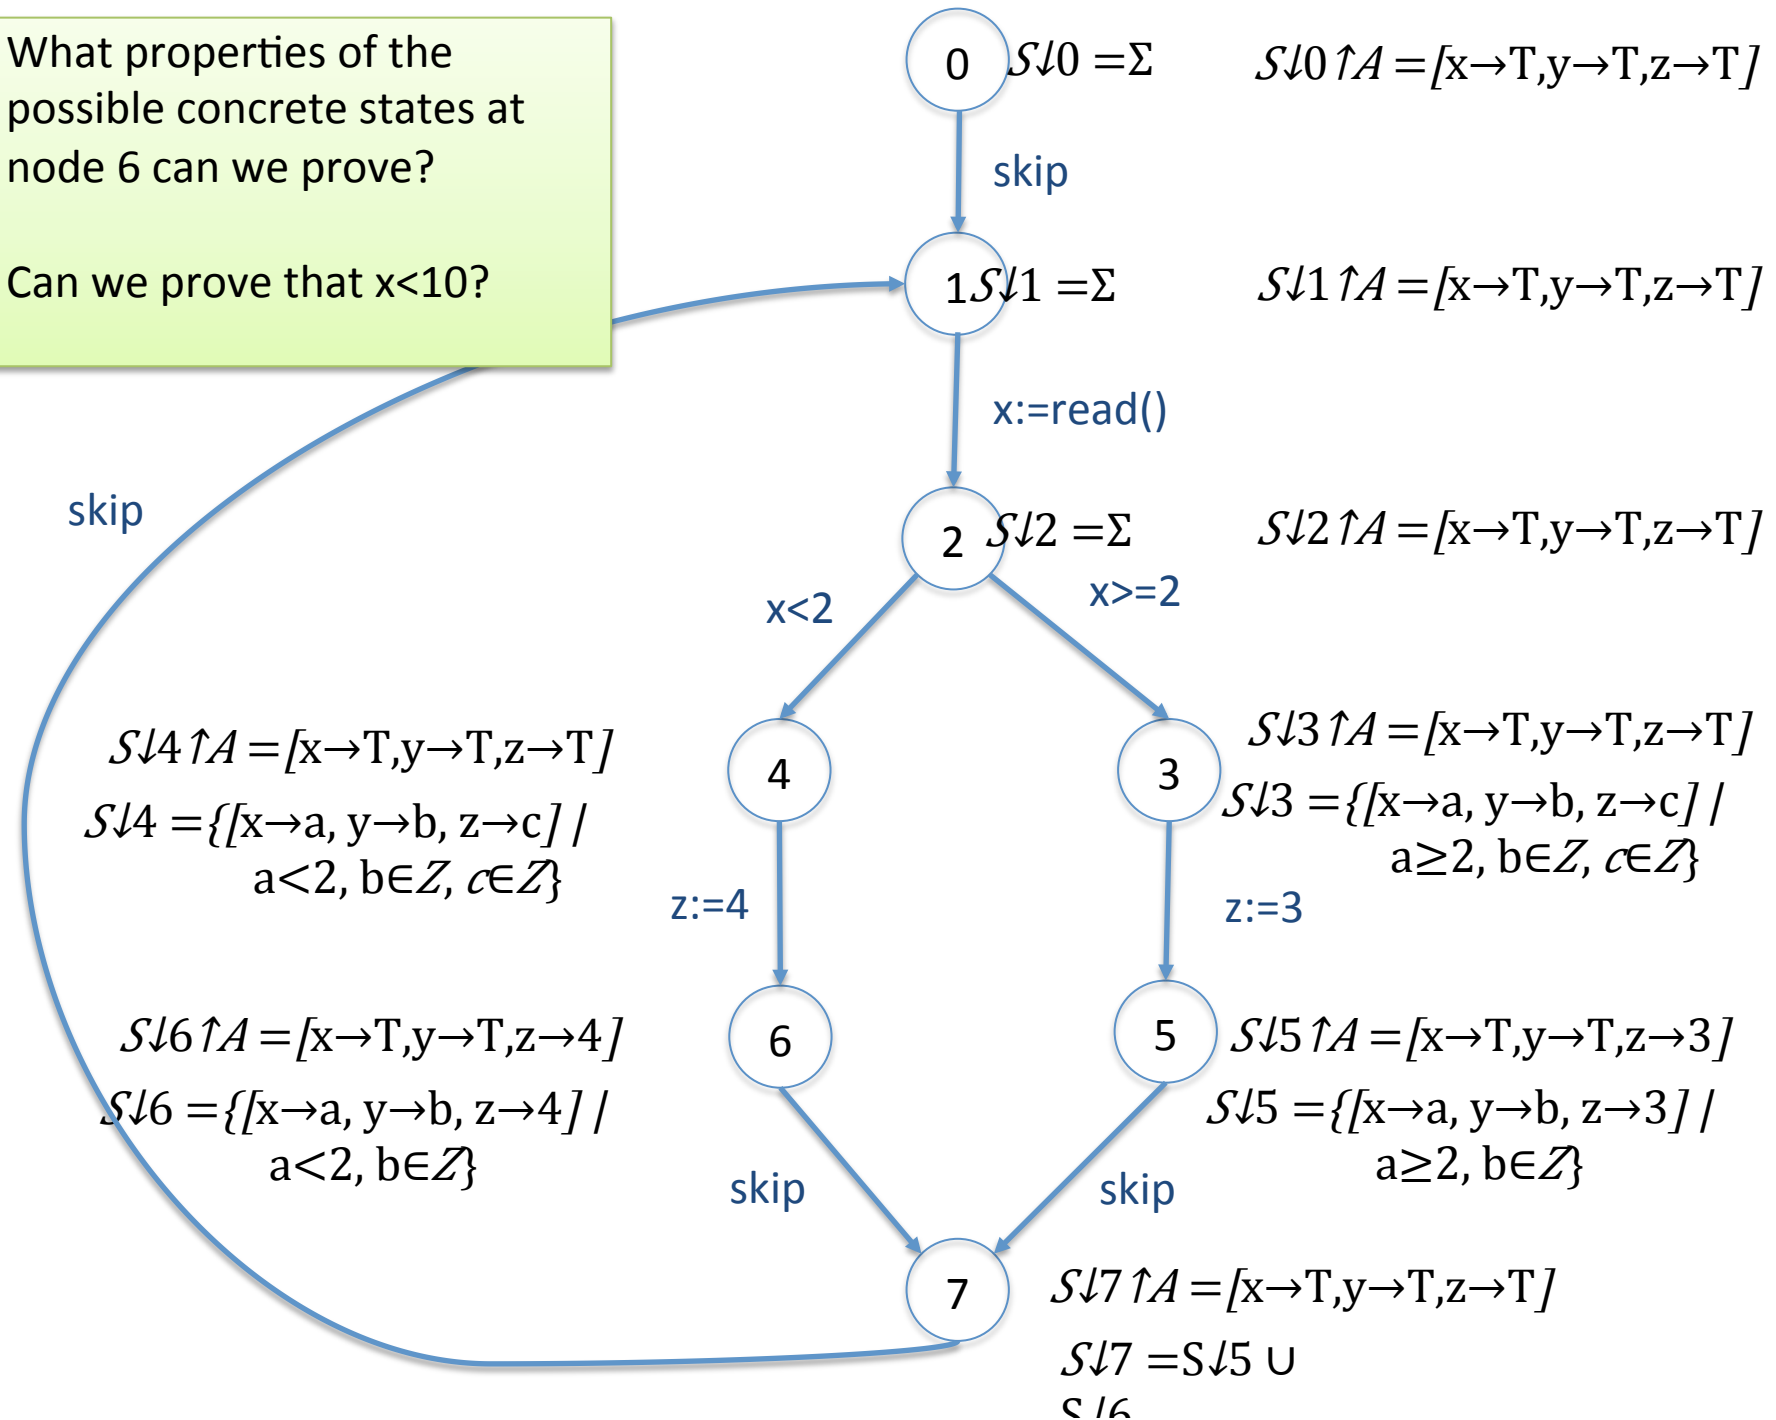 What properties of the
possible concrete states at
node 6 can we prove?
Can we prove that x<10?
0
S↓0 =Σ
S↓0↑A =[x→T,y→T,z→T]
skip
1
S↓1 =Σ
S↓1↑A =[x→T,y→T,z→T]
x:=read()
skip
2
S↓2 =Σ
S↓2↑A =[x→T,y→T,z→T]
x<2
x>=2
S↓4↑A =[x→T,y→T,z→T]
S↓4 ={[x→a, y→b, z→c] |
a<2, b∈Z, c∈Z}
4
3
S↓3↑A =[x→T,y→T,z→T]
S↓3 ={[x→a, y→b, z→c] |
a≥2, b∈Z, c∈Z}
z:=4
z:=3
S↓6↑A =[x→T,y→T,z→4]
S↓6 ={[x→a, y→b, z→4] |
a<2, b∈Z}
6
5
S↓5↑A =[x→T,y→T,z→3]
S↓5 ={[x→a, y→b, z→3] |
a≥2, b∈Z}
skip
skip
7
S↓7↑A =[x→T,y→T,z→T]
S↓7 =S↓5 ∪
S↓6